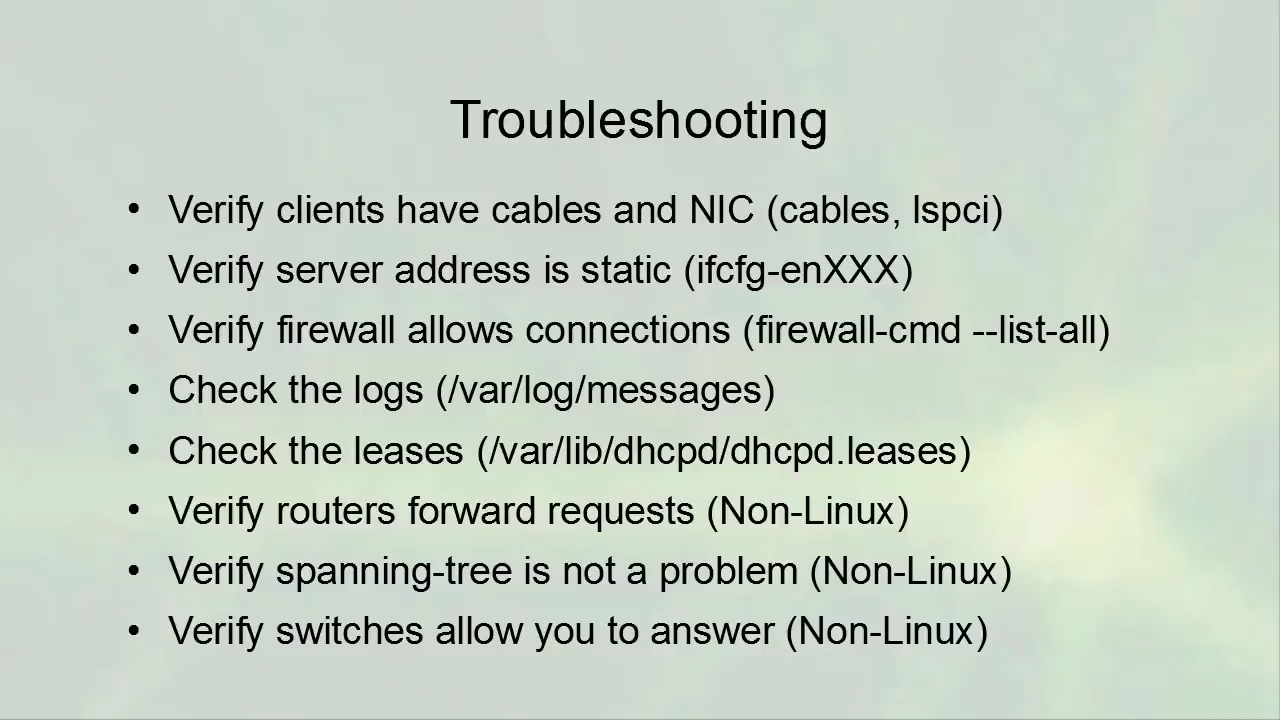 Troubleshooting
• Verify clients have cables and NIC (cables, lspci)
• Verify server address is static (ifcfg-enXXX)
• Verify firewall allows connections (firewall-cmd --list-all)
• Check the logs (/var/log/messages)
• Check the leases (/var/lib/dhcpd/dhcpd.leases)
• Verify routers forward requests (Non-Linux)
• Verify spanning-tree is not a problem (Non-Linux)
• Verify switches allow you to answer (Non-Linux)